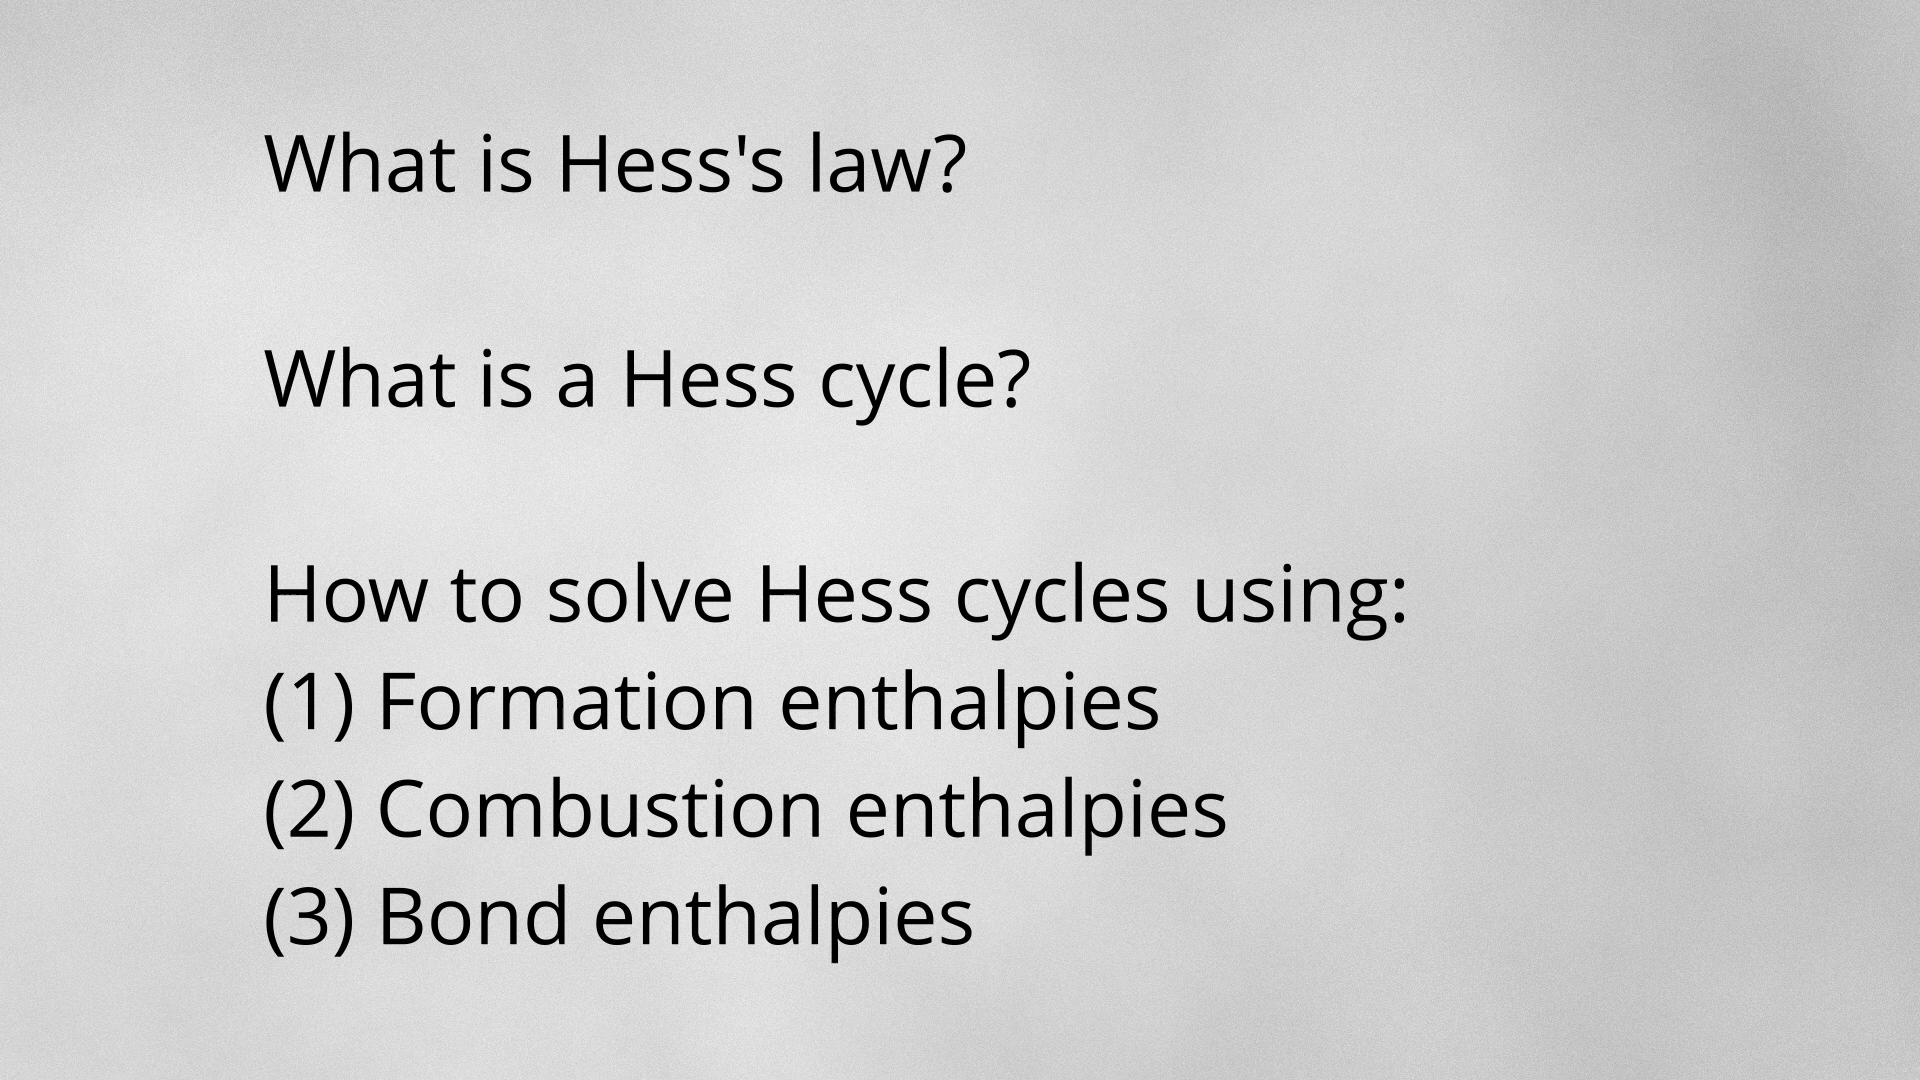 What is Hess's law?
What is a Hess cycle?
How to solve Hess cycles using:
(1) Formation enthalpies
(2) Combustion enthalpies
(3) Bond enthalpies